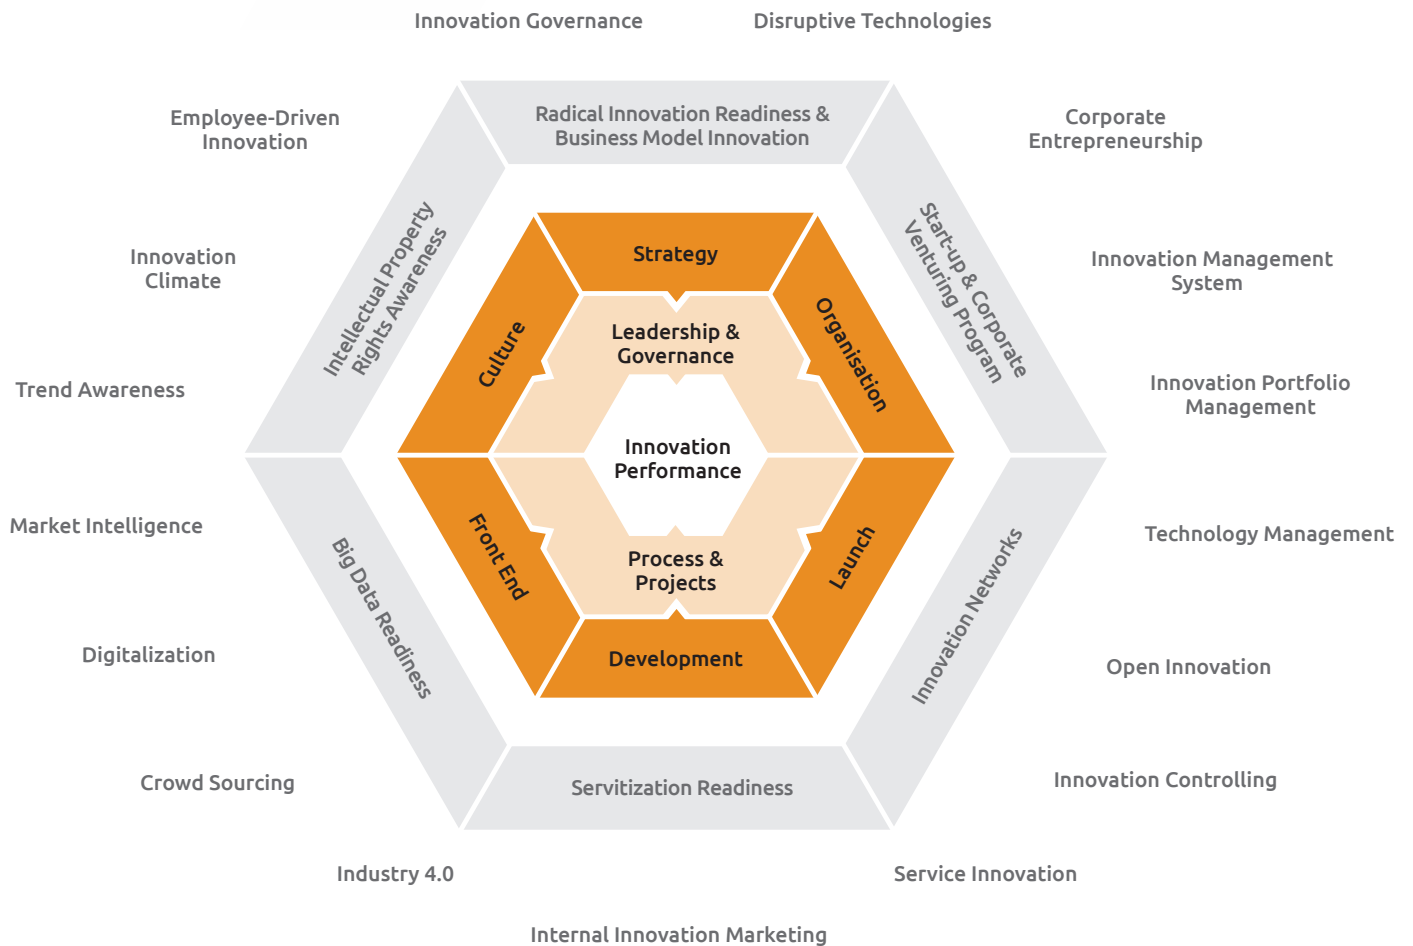 Innovation Governance
Disruptive Technologies
Employee-Driven
Innovation
Radical Innovation Readiness &
Business Model Innovation
Corporate
Entrepreneurship
Intellectual Property
Rights Awareness
Start-up & Corporate
Venturing Program
Innovation
Climate
Strategy
Innovation Management
System
Culture
Leadership &
Governance
Organisation
Trend Awareness
Innovation Portfolio
Management
Innovation
Performance
Market Intelligence
Technology Management
Front End
Process &
Projects
Launch
Big Data Readiness
Innovation Networks
Digitalization
Development
Open Innovation
Crowd Sourcing
Servitization Readiness
Innovation Controlling
Industry 4.0
Service Innovation
Internal Innovation Marketing